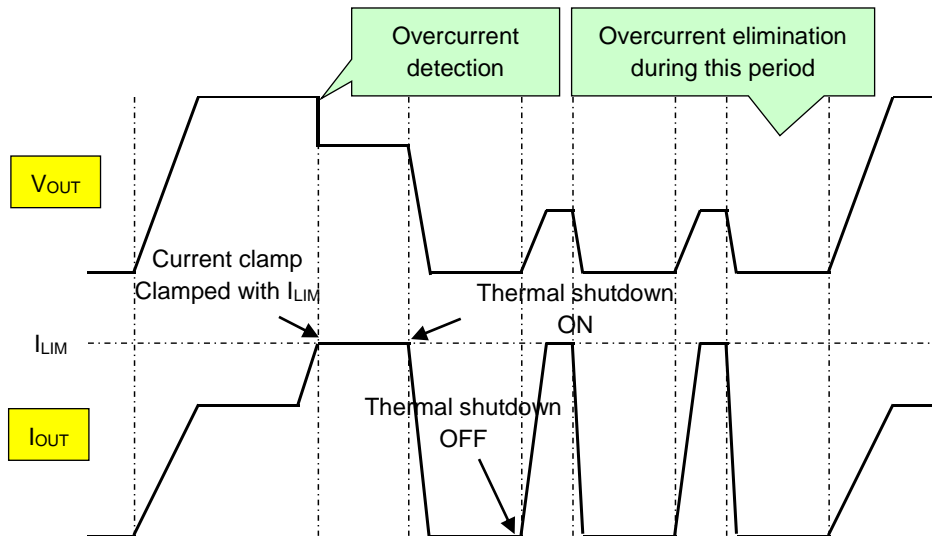 Overcurrent
detection
Overcurrent elimination
during this period
VOUT
Current clamp
Clamped with ILIM
Thermal shutdown
ON
ILIM
Thermal shutdown
OFF
IOUT